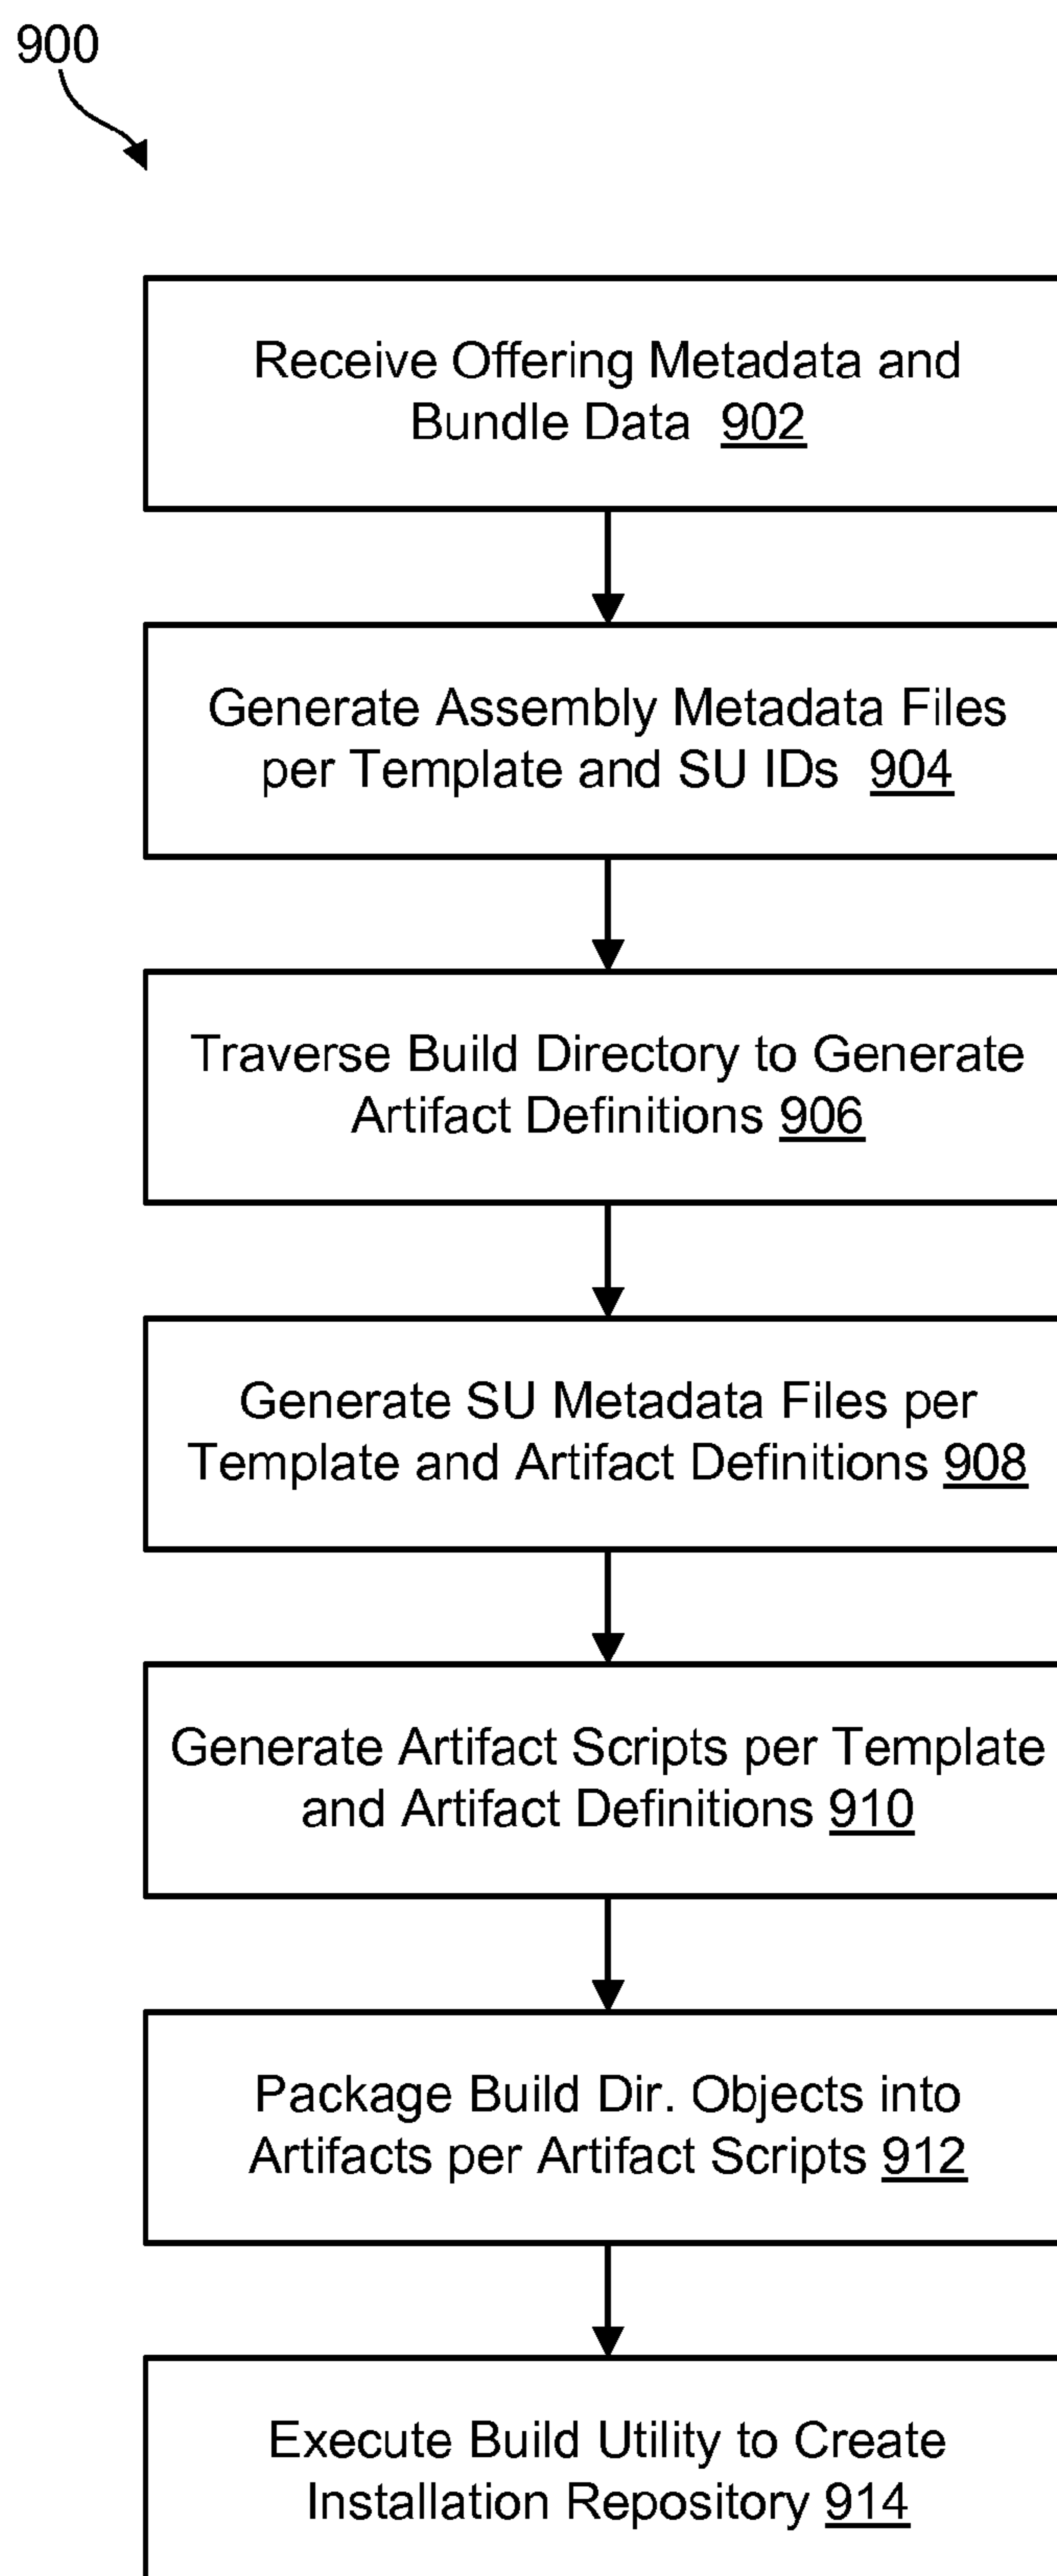 900
Receive Offering Metadata and
Bundle Data 902
Generate Assembly Metadata Files
per Template and SU IDs 904
Traverse Build Directory to Generate
Artifact Definitions 906
Generate SU Metadata Files per
Template and Artifact Definitions 908
Generate Artifact Scripts per Template
and Artifact Definitions 910
Package Build Dir. Objects into
Artifacts per Artifact Scripts 912
Execute Build Utility to Create
Installation Repository 914